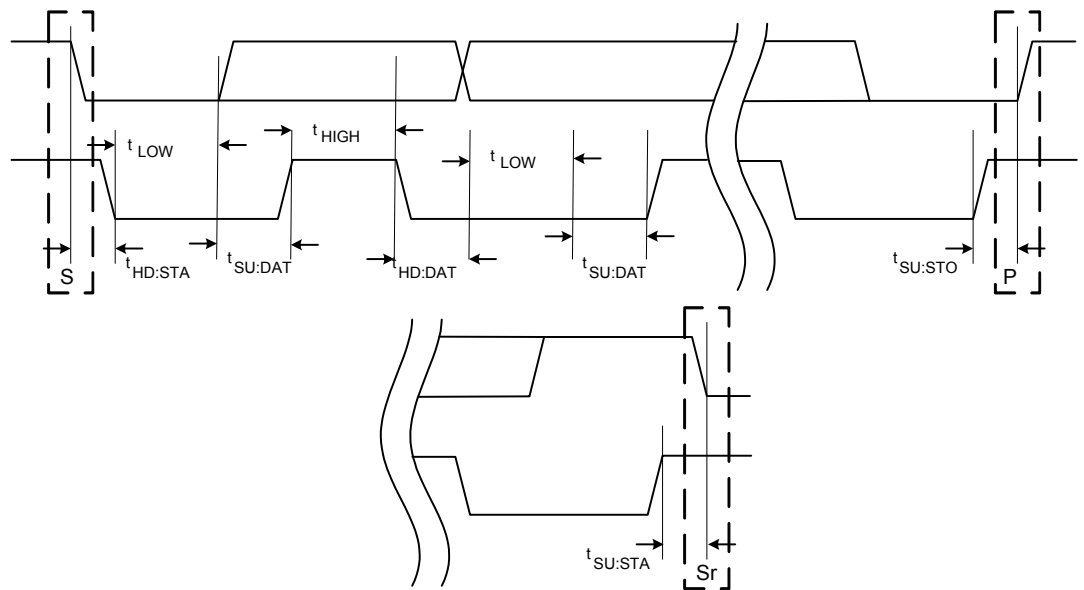 t HIGH
t LOW
t LOW
t HD:STA
t SU:DAT
t HD:DAT
t SU:DAT
t SU:STO
S
P
t SU:STA
Sr